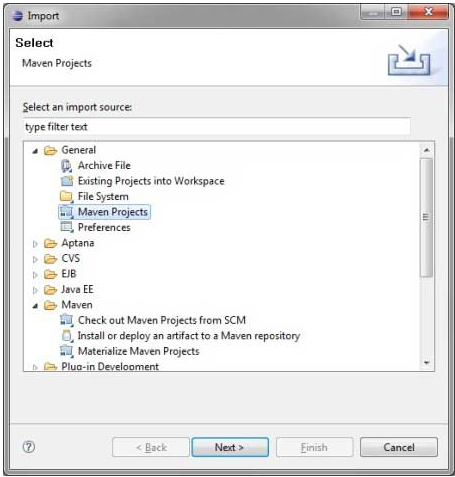 Import
Select
Maven Projects
Select an import source:
type filter text
General
Archive File
Existing Projects into Workspace
File System
Maven Projects
Preferences
Aptana
CVS
EJB
Java EE
Maven
Check out Maven Projects from SCM
Install or deploy an artifact to a Maven repository
Materialize Maven Projects
Plug-in Development
? < Back Next > Finish Cancel